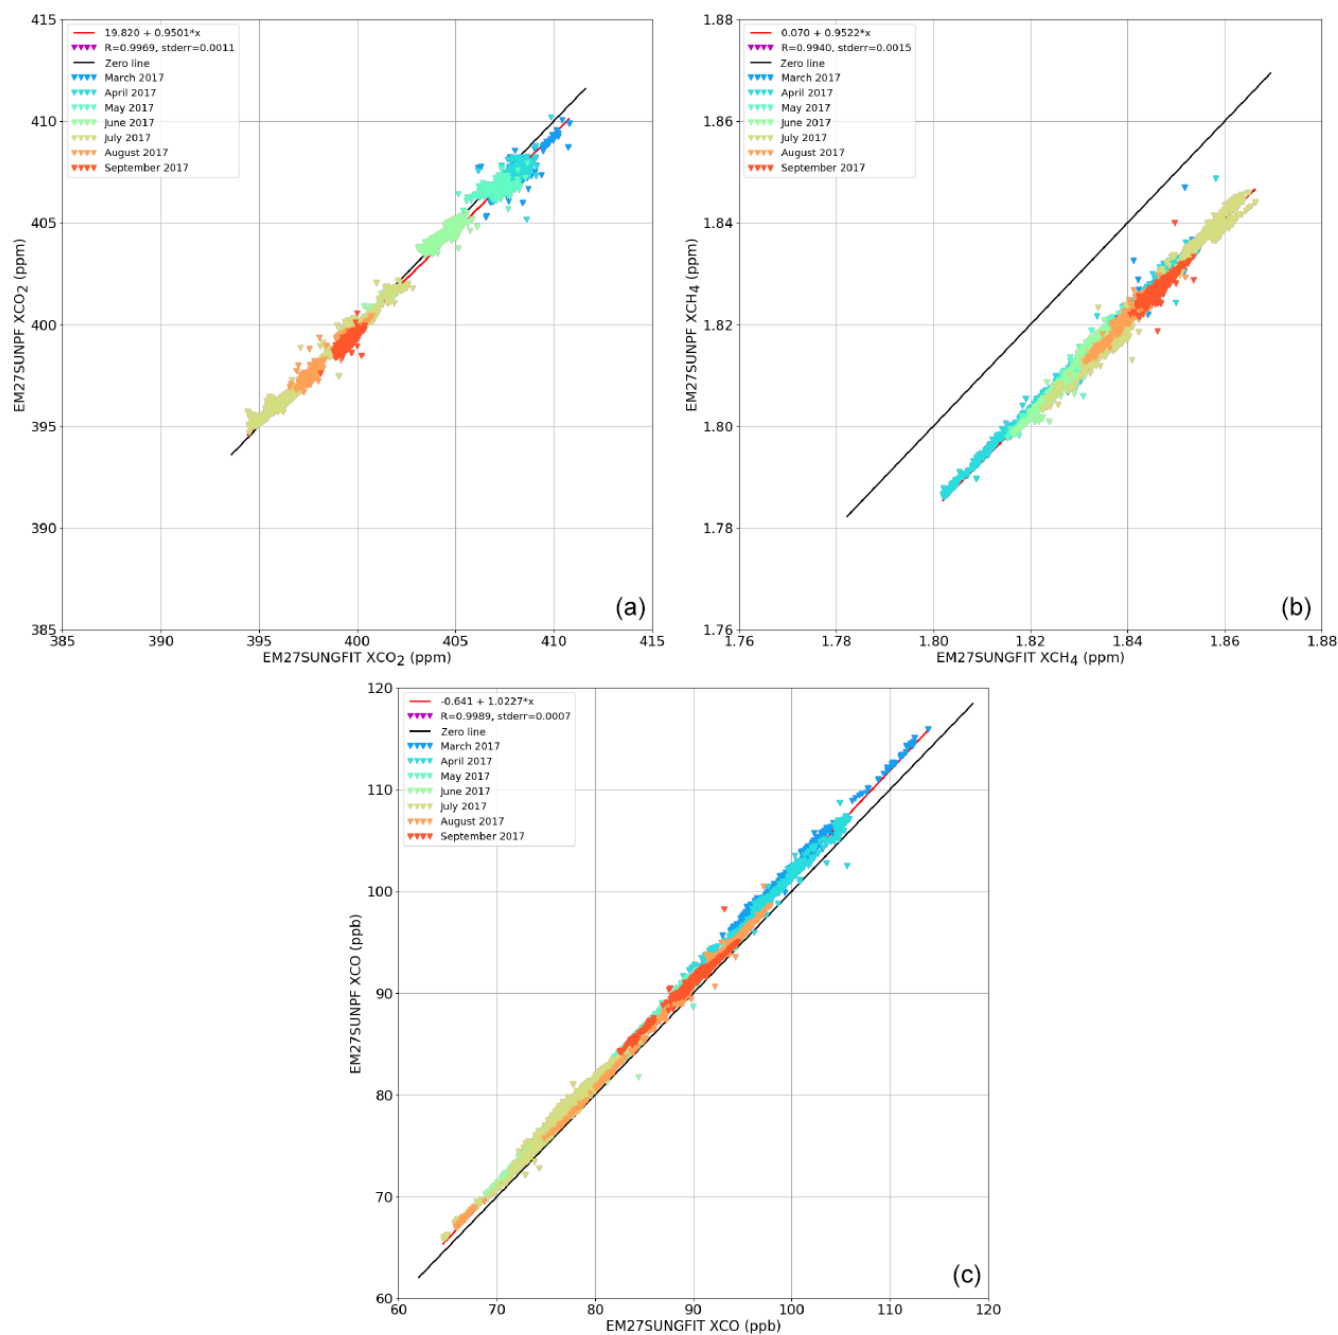 415
410
405
400
395
390
385
385
390
395
400
405
410
415
EM27SUNPF XCO2 (ppm)
EM27SUNGFIT XCO2 (ppm)
19.820 + 0.9501*x
R=0.9969, stderr=0.0011
Zero line
March 2017
April 2017
May 2017
June 2017
July 2017
August 2017
September 2017
(a)
1.88
1.86
1.84
1.82
1.80
1.78
1.76
1.76
1.78
1.80
1.82
1.84
1.86
1.88
EM27SUNPF XCH4 (ppm)
EM27SUNGFIT XCH4 (ppm)
0.070 + 0.9522*x
R=0.9940, stderr=0.0015
Zero line
March 2017
April 2017
May 2017
June 2017
July 2017
August 2017
September 2017
(b)
120
110
100
90
80
70
60
60
70
80
90
100
110
120
EM27SUNPF XCO (ppb)
EM27SUNGFIT XCO (ppb)
-0.641 + 1.0227*x
R=0.9989, stderr=0.0007
Zero line
March 2017
April 2017
May 2017
June 2017
July 2017
August 2017
September 2017
(c)